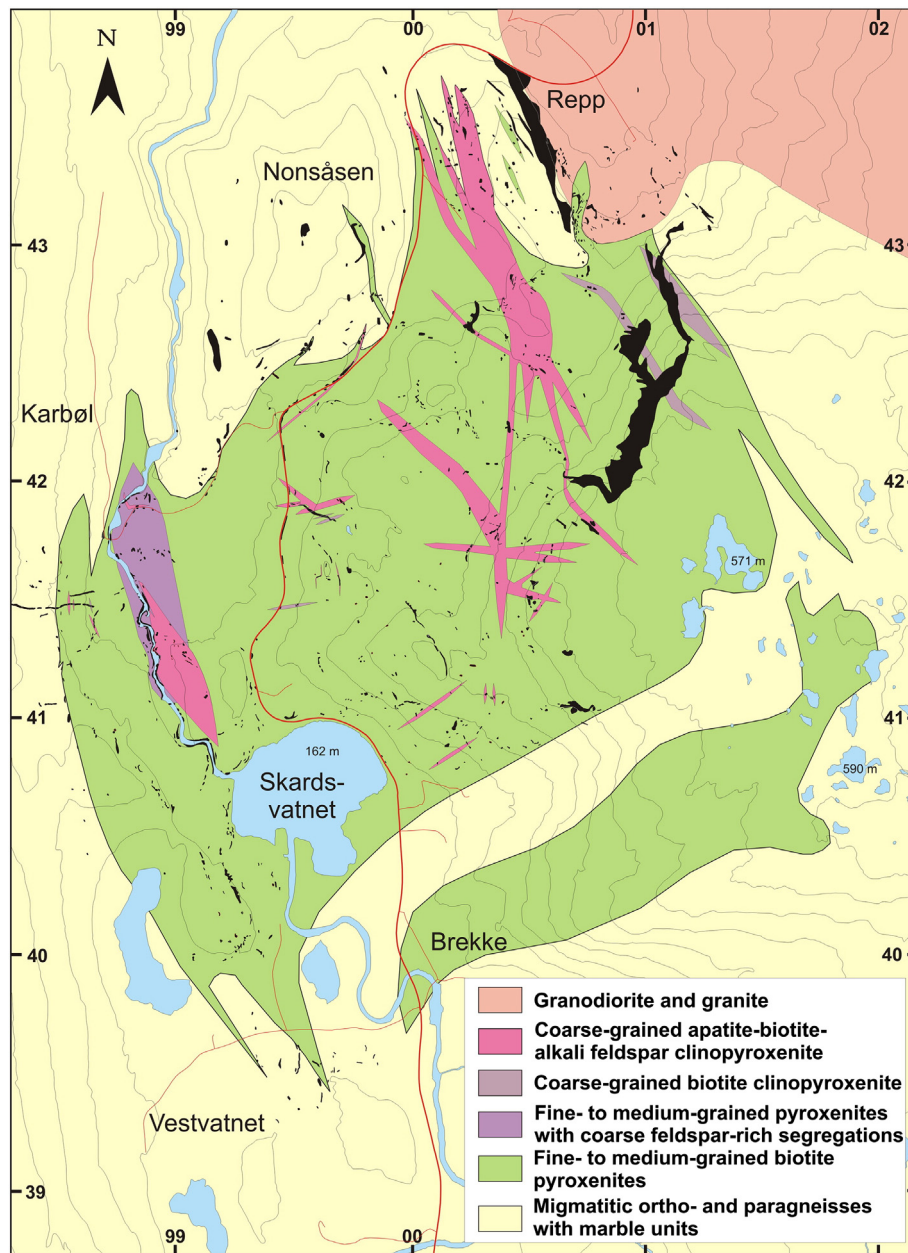 99
00
01
02
N
Repp
Nonsåsen
43
43
Karbøl
42
42
571 m
41
41
162 m
Skards-
vatnet
590 m
Brekke
40
40
Granodiorite and granite
Coarse-grained apatite-biotite-
alkali feldspar clinopyroxenite
Coarse-grained biotite clinopyroxenite
Fine- to medium-grained pyroxenites
with coarse feldspar-rich segregations
Fine- to medium-grained biotite
pyroxenites
Migmatitic ortho- and paragneisses
with marble units
Vestvatnet
39
99
00